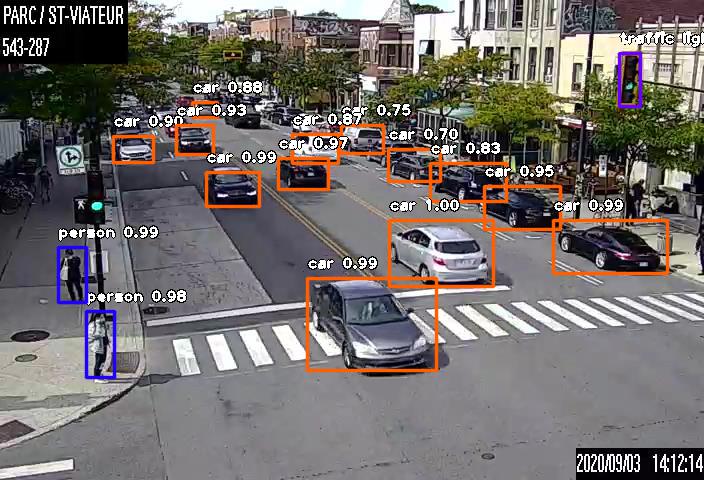 PARC / ST-VIATEUR
543-287
traffic lig
car 0.88
car 0.93
car 0.90
car 0.75
car 0.87
car 0.70
car 0.97
car 0.83
car 0.99
car 0.95
car 1.00
car 0.99
person 0.99
car 0.99
person 0.98
2020/09/03 14:12:14